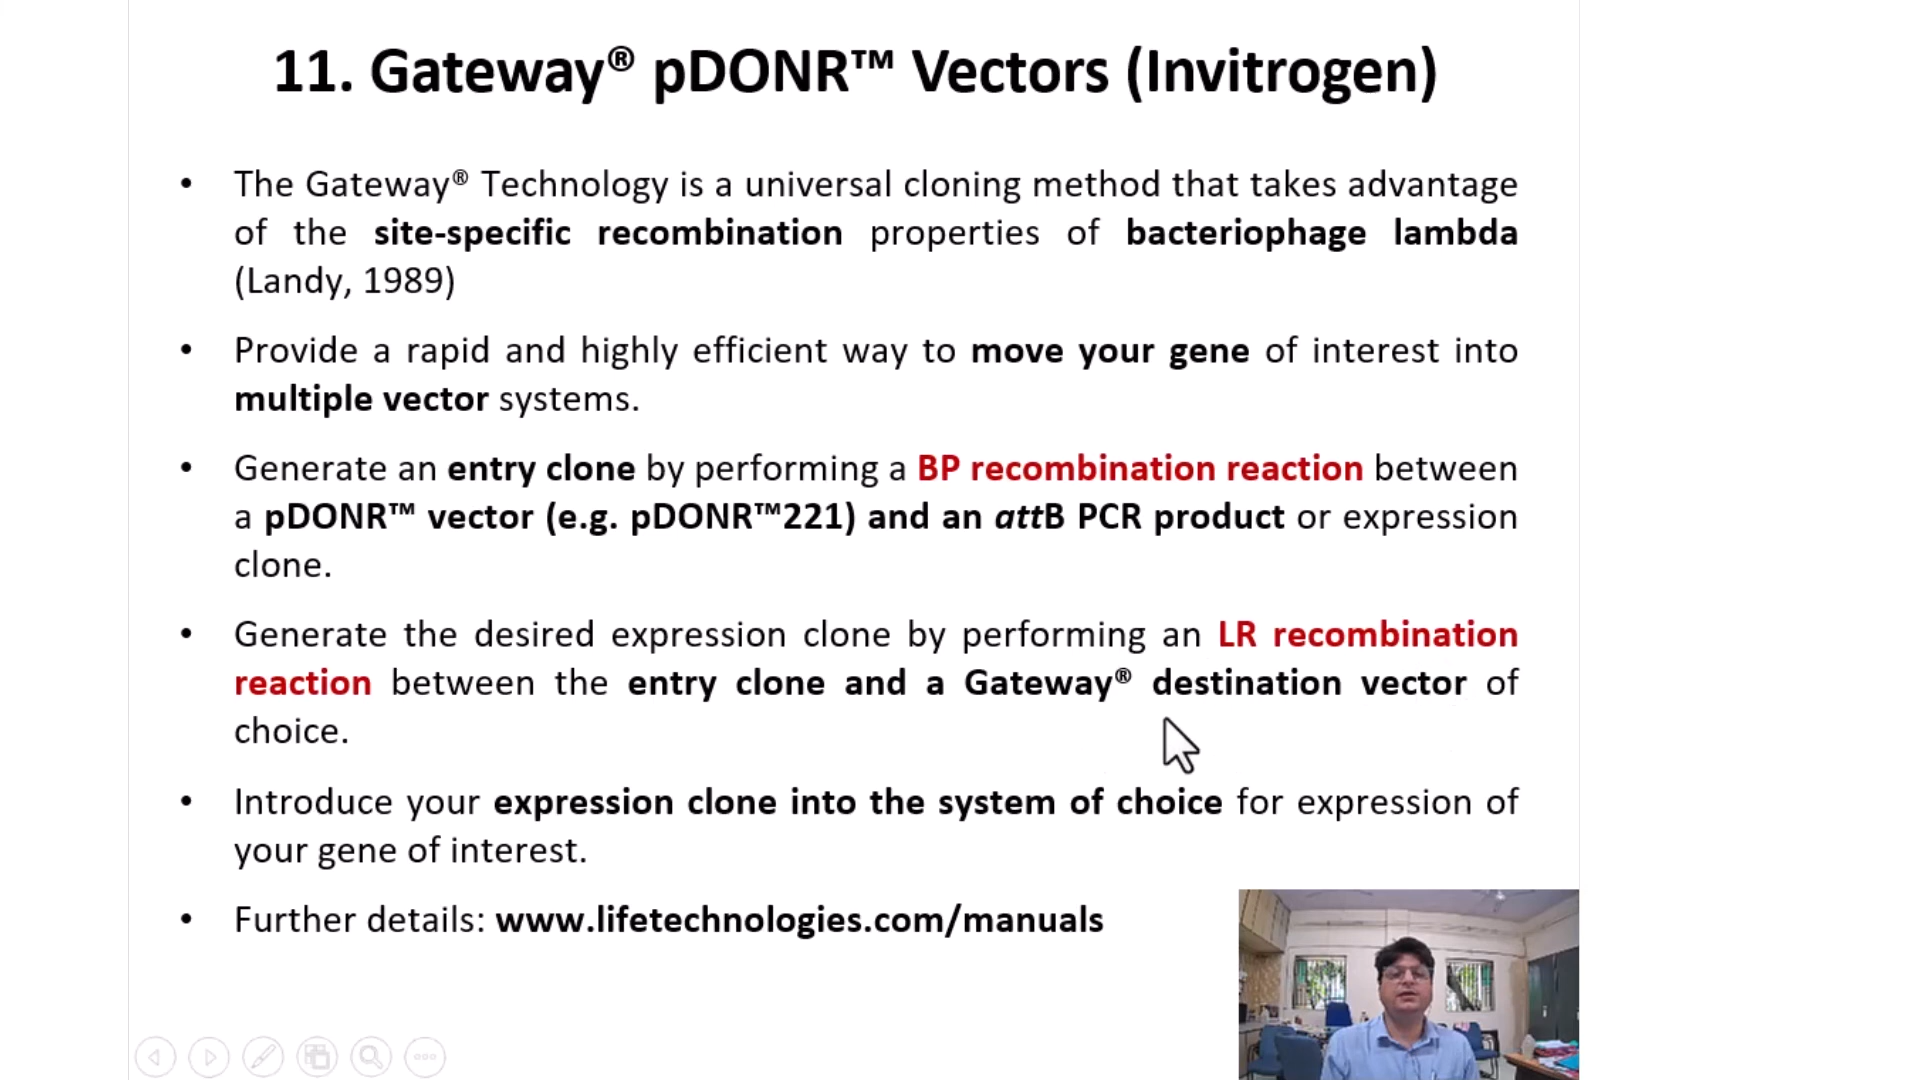 11. Gateway® pDONR™ Vectors (Invitrogen)
• The Gateway® Technology is a universal cloning method that takes advantage
of the site-specific recombination properties of bacteriophage lambda
(Landy, 1989)
• Provide a rapid and highly efficient way to move your gene of interest into
multiple vector systems.
• Generate an entry clone by performing a BP recombination reaction between
a pDONR™ vector (e.g. pDONR™221) and an attB PCR product or expression
clone.
• Generate the desired expression clone by performing an LR recombination
reaction between the entry clone and a Gateway® destination vector of
choice.
• Introduce your expression clone into the system of choice for expression of
your gene of interest.
• Further details: www.lifetechnologies.com/manuals